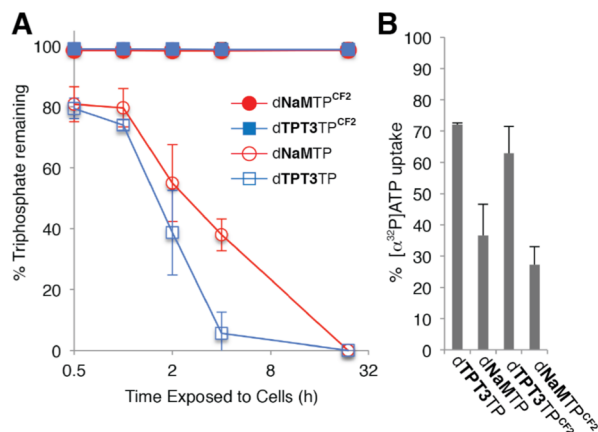 A
% Triphosphate remaining
100
80
60
40
20
0
dNaMTPCF2
dTPT3TPCF2
dNaMTP
dTPT3TP
0.5
1
2
8
32
Time Exposed to Cells (h)
B
% [α32P]ATP uptake
100
90
80
70
60
50
40
30
20
10
0
dTPT3TP
dNaMTP
dTPT3TPCF2
dNaMTPCF2